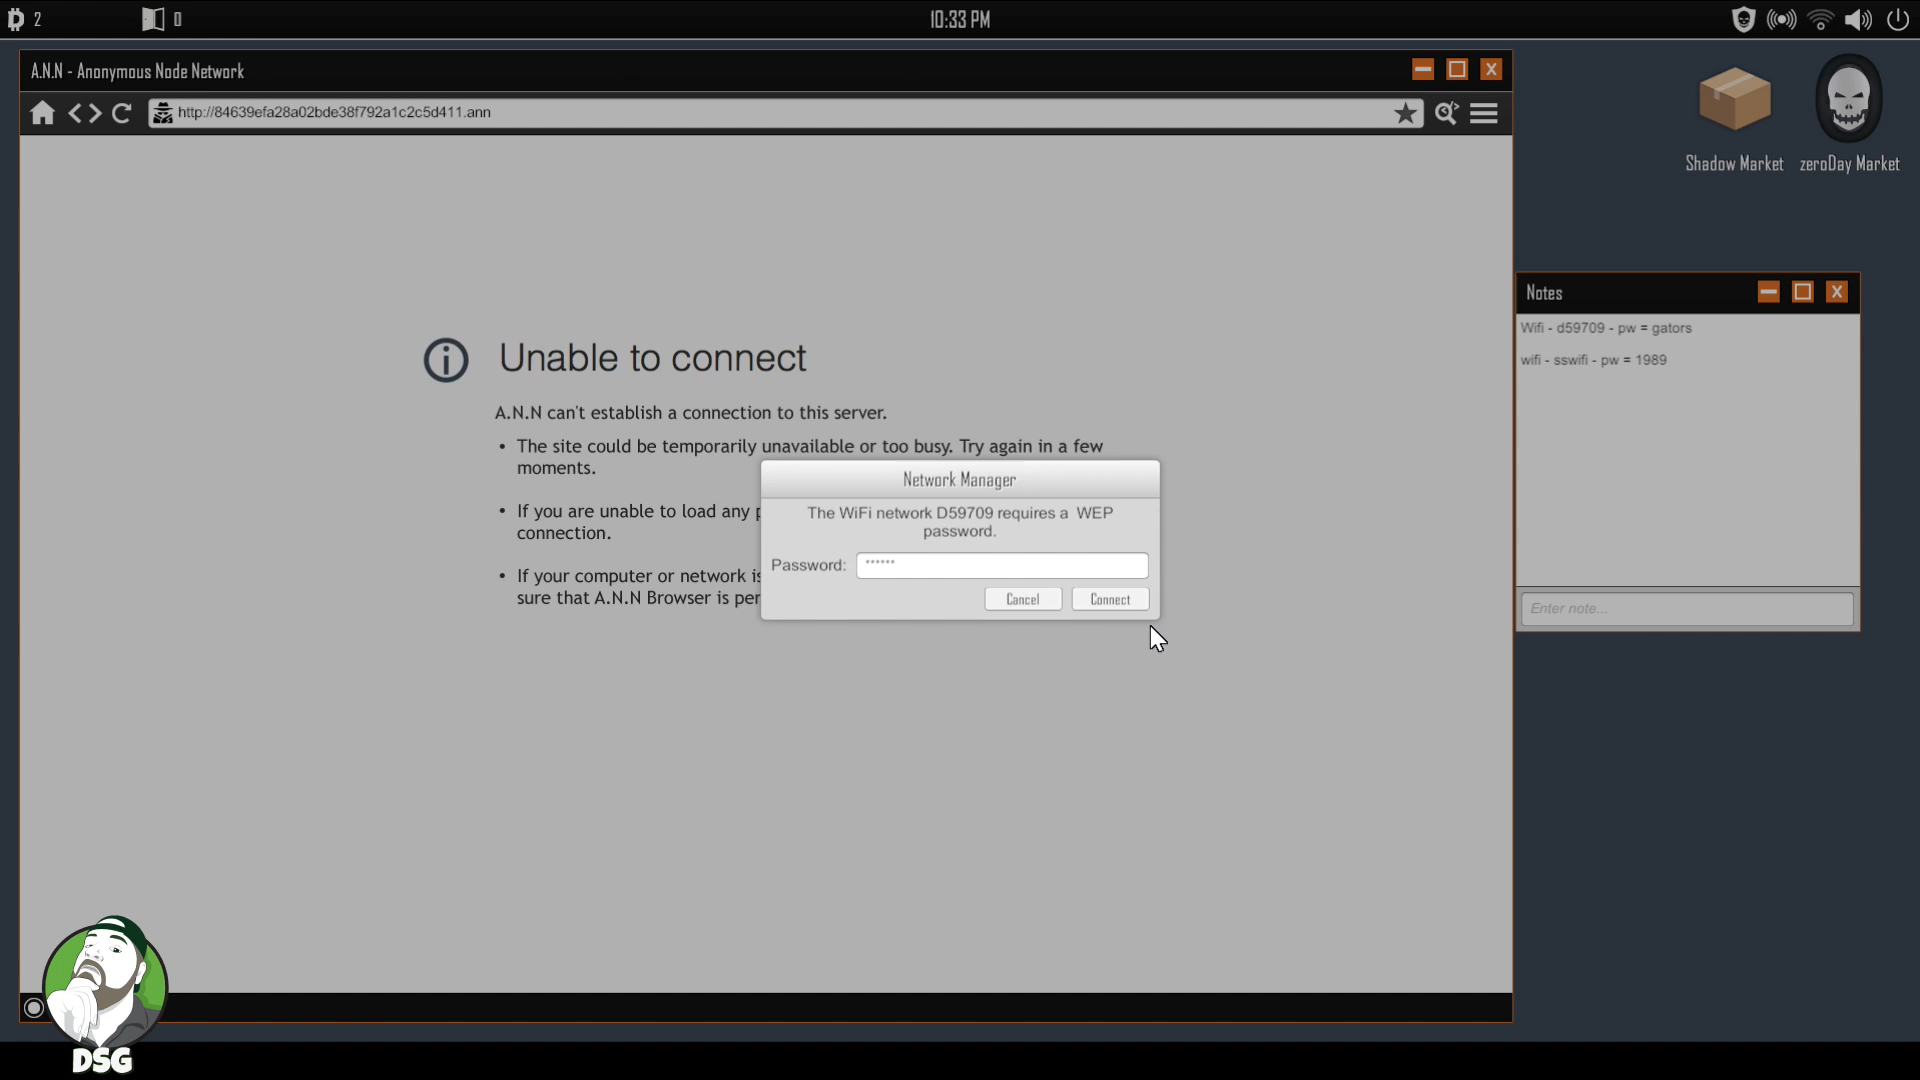 2
0
10:33 PM
A.N.N - Anonymous Node Network
http://84639efa28a02bde38f792a1c2c5d411.ann
Shadow Market
zeroDay Market
Unable to connect
A.N.N can't establish a connection to this server.
• The site could be temporarily unavailable or too busy. Try again in a few
moments.
• If you are unable to load any
connection.
• If your computer or network is
sure that A.N.N Browser is
Network Manager
The WiFi network D59709 requires a WEP
password.
Password: ******
Cancel
Connect
Notes
Wifi - d59709 - pw = gators
wifi - sswifi - pw = 1989
Enter note...
DSG